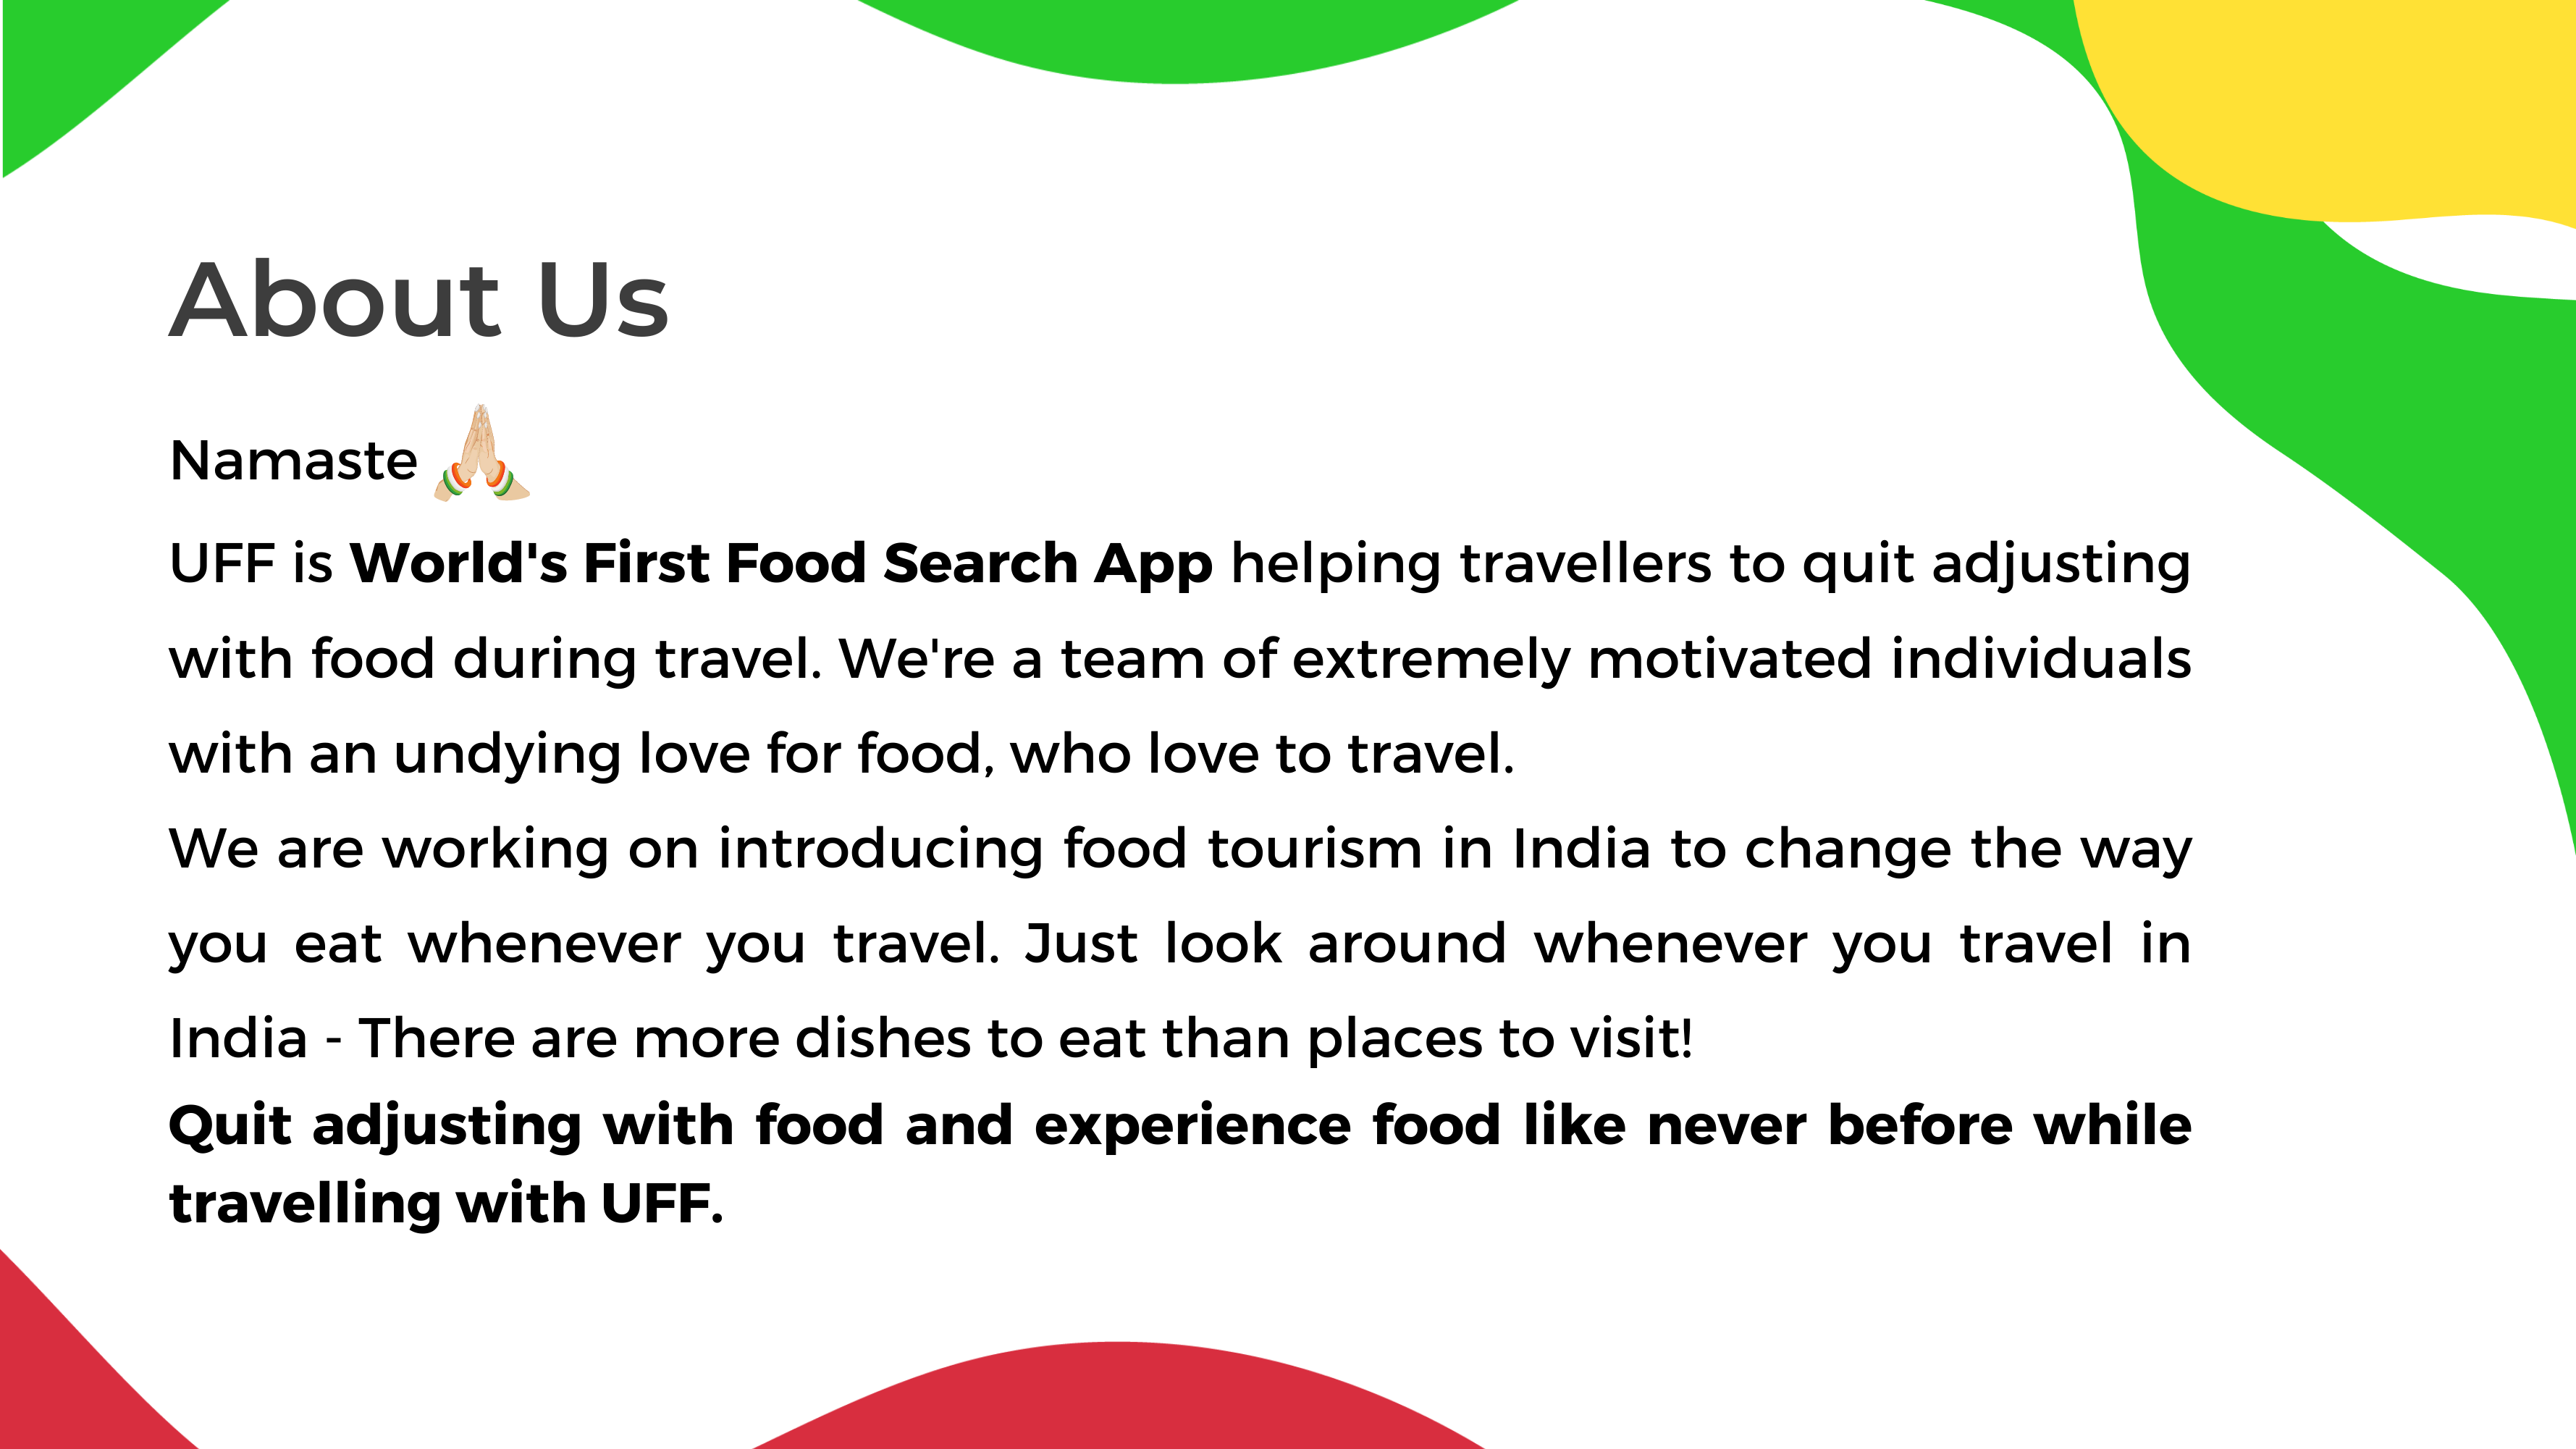 About Us
Namaste
UFF is World's First Food Search App helping travellers to quit adjusting
with food during travel. We're a team of extremely motivated individuals
with an undying love for food, who love to travel.
We are working on introducing food tourism in India to change the way
you eat whenever you travel. Just look around whenever you travel in
India - There are more dishes to eat than places to visit!
Quit adjusting with food and experience food like never before while
travelling with UFF.